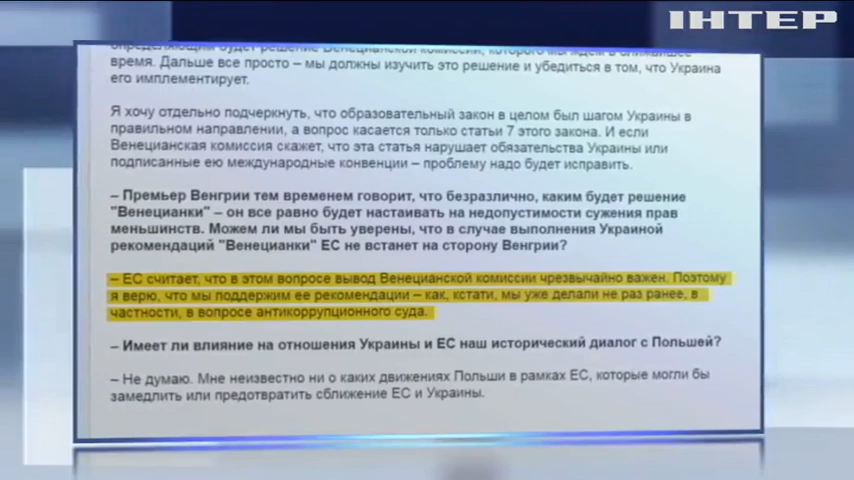 ІНТЕР
определяющим будет решение Венецианской комиссии, которого мы ждем в ближайшее
время. Дальше все просто – мы должны изучить это решение и убедиться в том, что Украина
его имплементирует.
Я хочу отдельно подчеркнуть, что образовательный закон в целом был шагом Украины в
правильном направлении, а вопрос касается только статьи 7 этого закона. И если
Венецианская комиссия скажет, что эта статья нарушает обязательства Украины или
подписанные ею международные конвенции – проблему надо будет исправить.
– Премьер Венгрии тем временем говорит, что безразлично, каким будет решение
"Венецианки" – он все равно будет настаивать на недопустимости сужения прав
меньшинств. Можем ли мы быть уверены, что в случае выполнения Украиной
рекомендаций "Венецианки" ЕС не встанет на сторону Венгрии?
– ЕС считает, что в этом вопросе вывод Венецианской комиссии чрезвычайно важен. Поэтому
я верю, что мы поддержим ее рекомендации – как, кстати, мы уже делали не раз ранее, в
частности, в вопросе антикоррупционного суда.
– Имеет ли влияние на отношения Украины и ЕС наш исторический диалог с Польшей?
– Не думаю. Мне неизвестно ни о каких движениях Польши в рамках ЕС, которые могли бы
замедлить или предотвратить сближение ЕС и Украины.